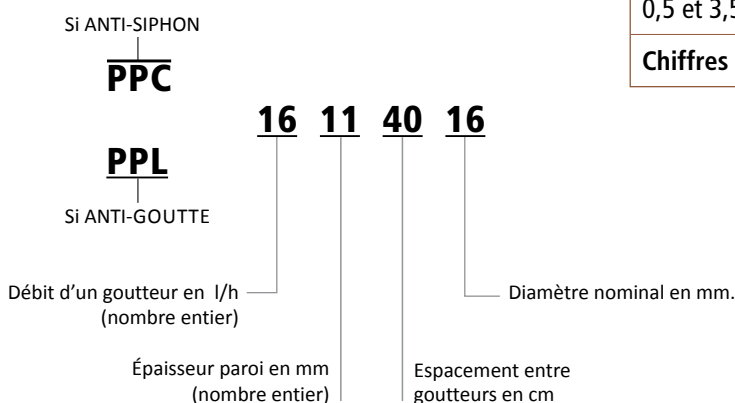 Si ANTI-SIPHON
PPC
0,5 et 3,5
Chiffres
16 11 40 16
PPL
Si ANTI-GOUTTE
Débit d’un goutteur en l/h
(nombre entier)
Diamètre nominal en mm.
Épaisseur paroi en mm
(nombre entier)
Espacement entre
goutteurs en cm